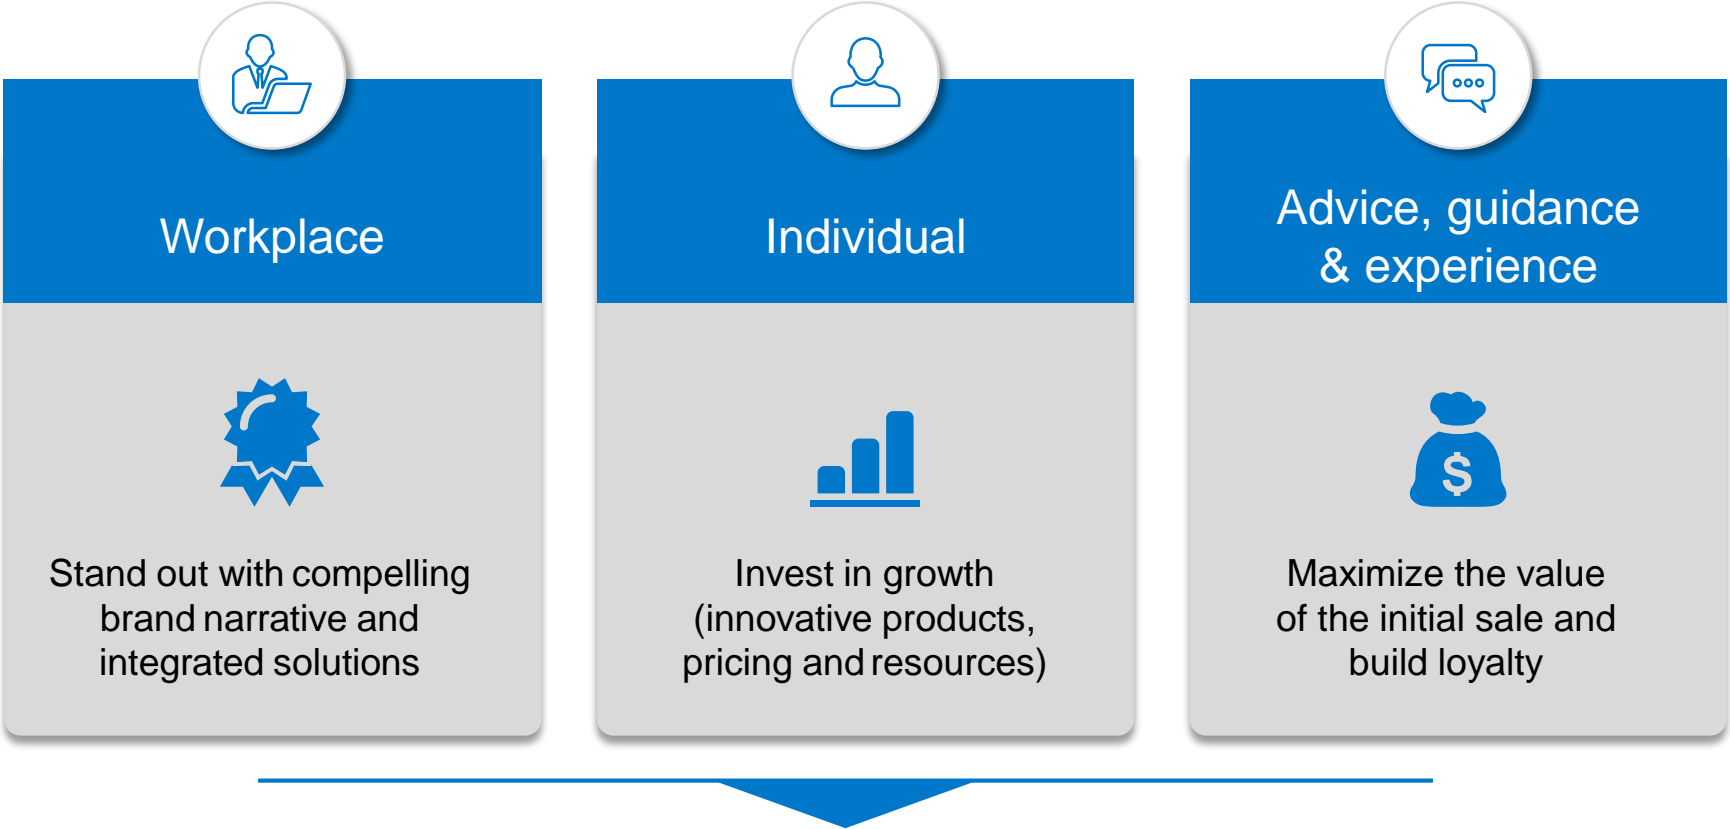 Workplace
Stand out with compelling
brand narrative and
integrated solutions
Individual
Invest in growth
(innovative products,
pricing and resources)
Advice, guidance
& experience
$
Maximize the value
of the initial sale and
build loyalty